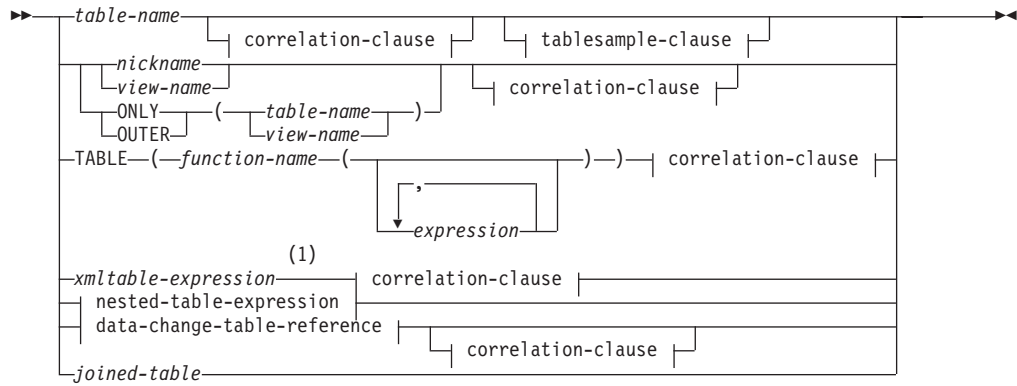 table-name
correlation-clause tablesample-clause
nickname
view-name correlation-clause
ONLY ( table-name )
OUTER view-name
TABLE ( function-name ( ) ) correlation-clause
,
expression
(1)
xmltable-expression correlation-clause
nested-table-expression
data-change-table-reference
correlation-clause
joined-table